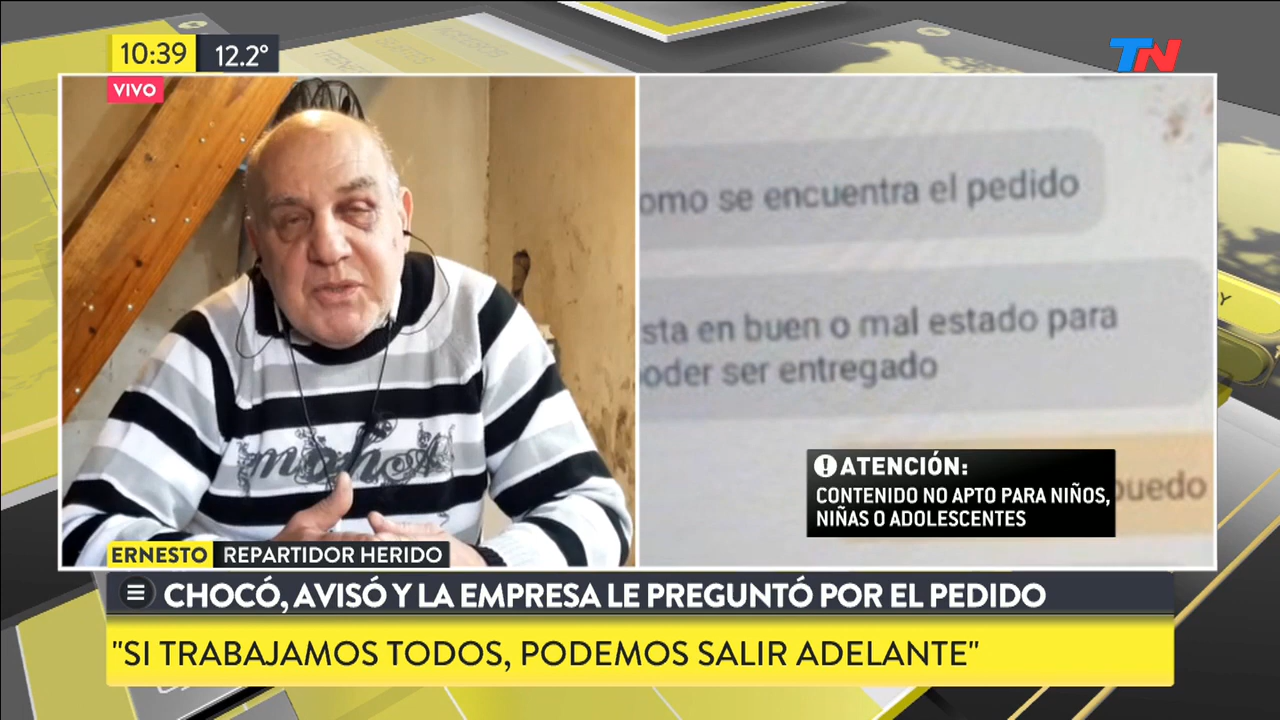 10:39
12.2°
TN
VIVO
omo se encuentra el pedido
sta en buen o mal estado para
oder ser entregado
puedo
ATENCIÓN:
CONTENIDO NO APTO PARA NIÑOS,
NIÑAS O ADOLESCENTES
ERNESTO REPARTIDOR HERIDO
CHOCÓ, AVISÓ Y LA EMPRESA LE PREGUNTÓ POR EL PEDIDO
"SI TRABAJAMOS TODOS, PODEMOS SALIR ADELANTE"